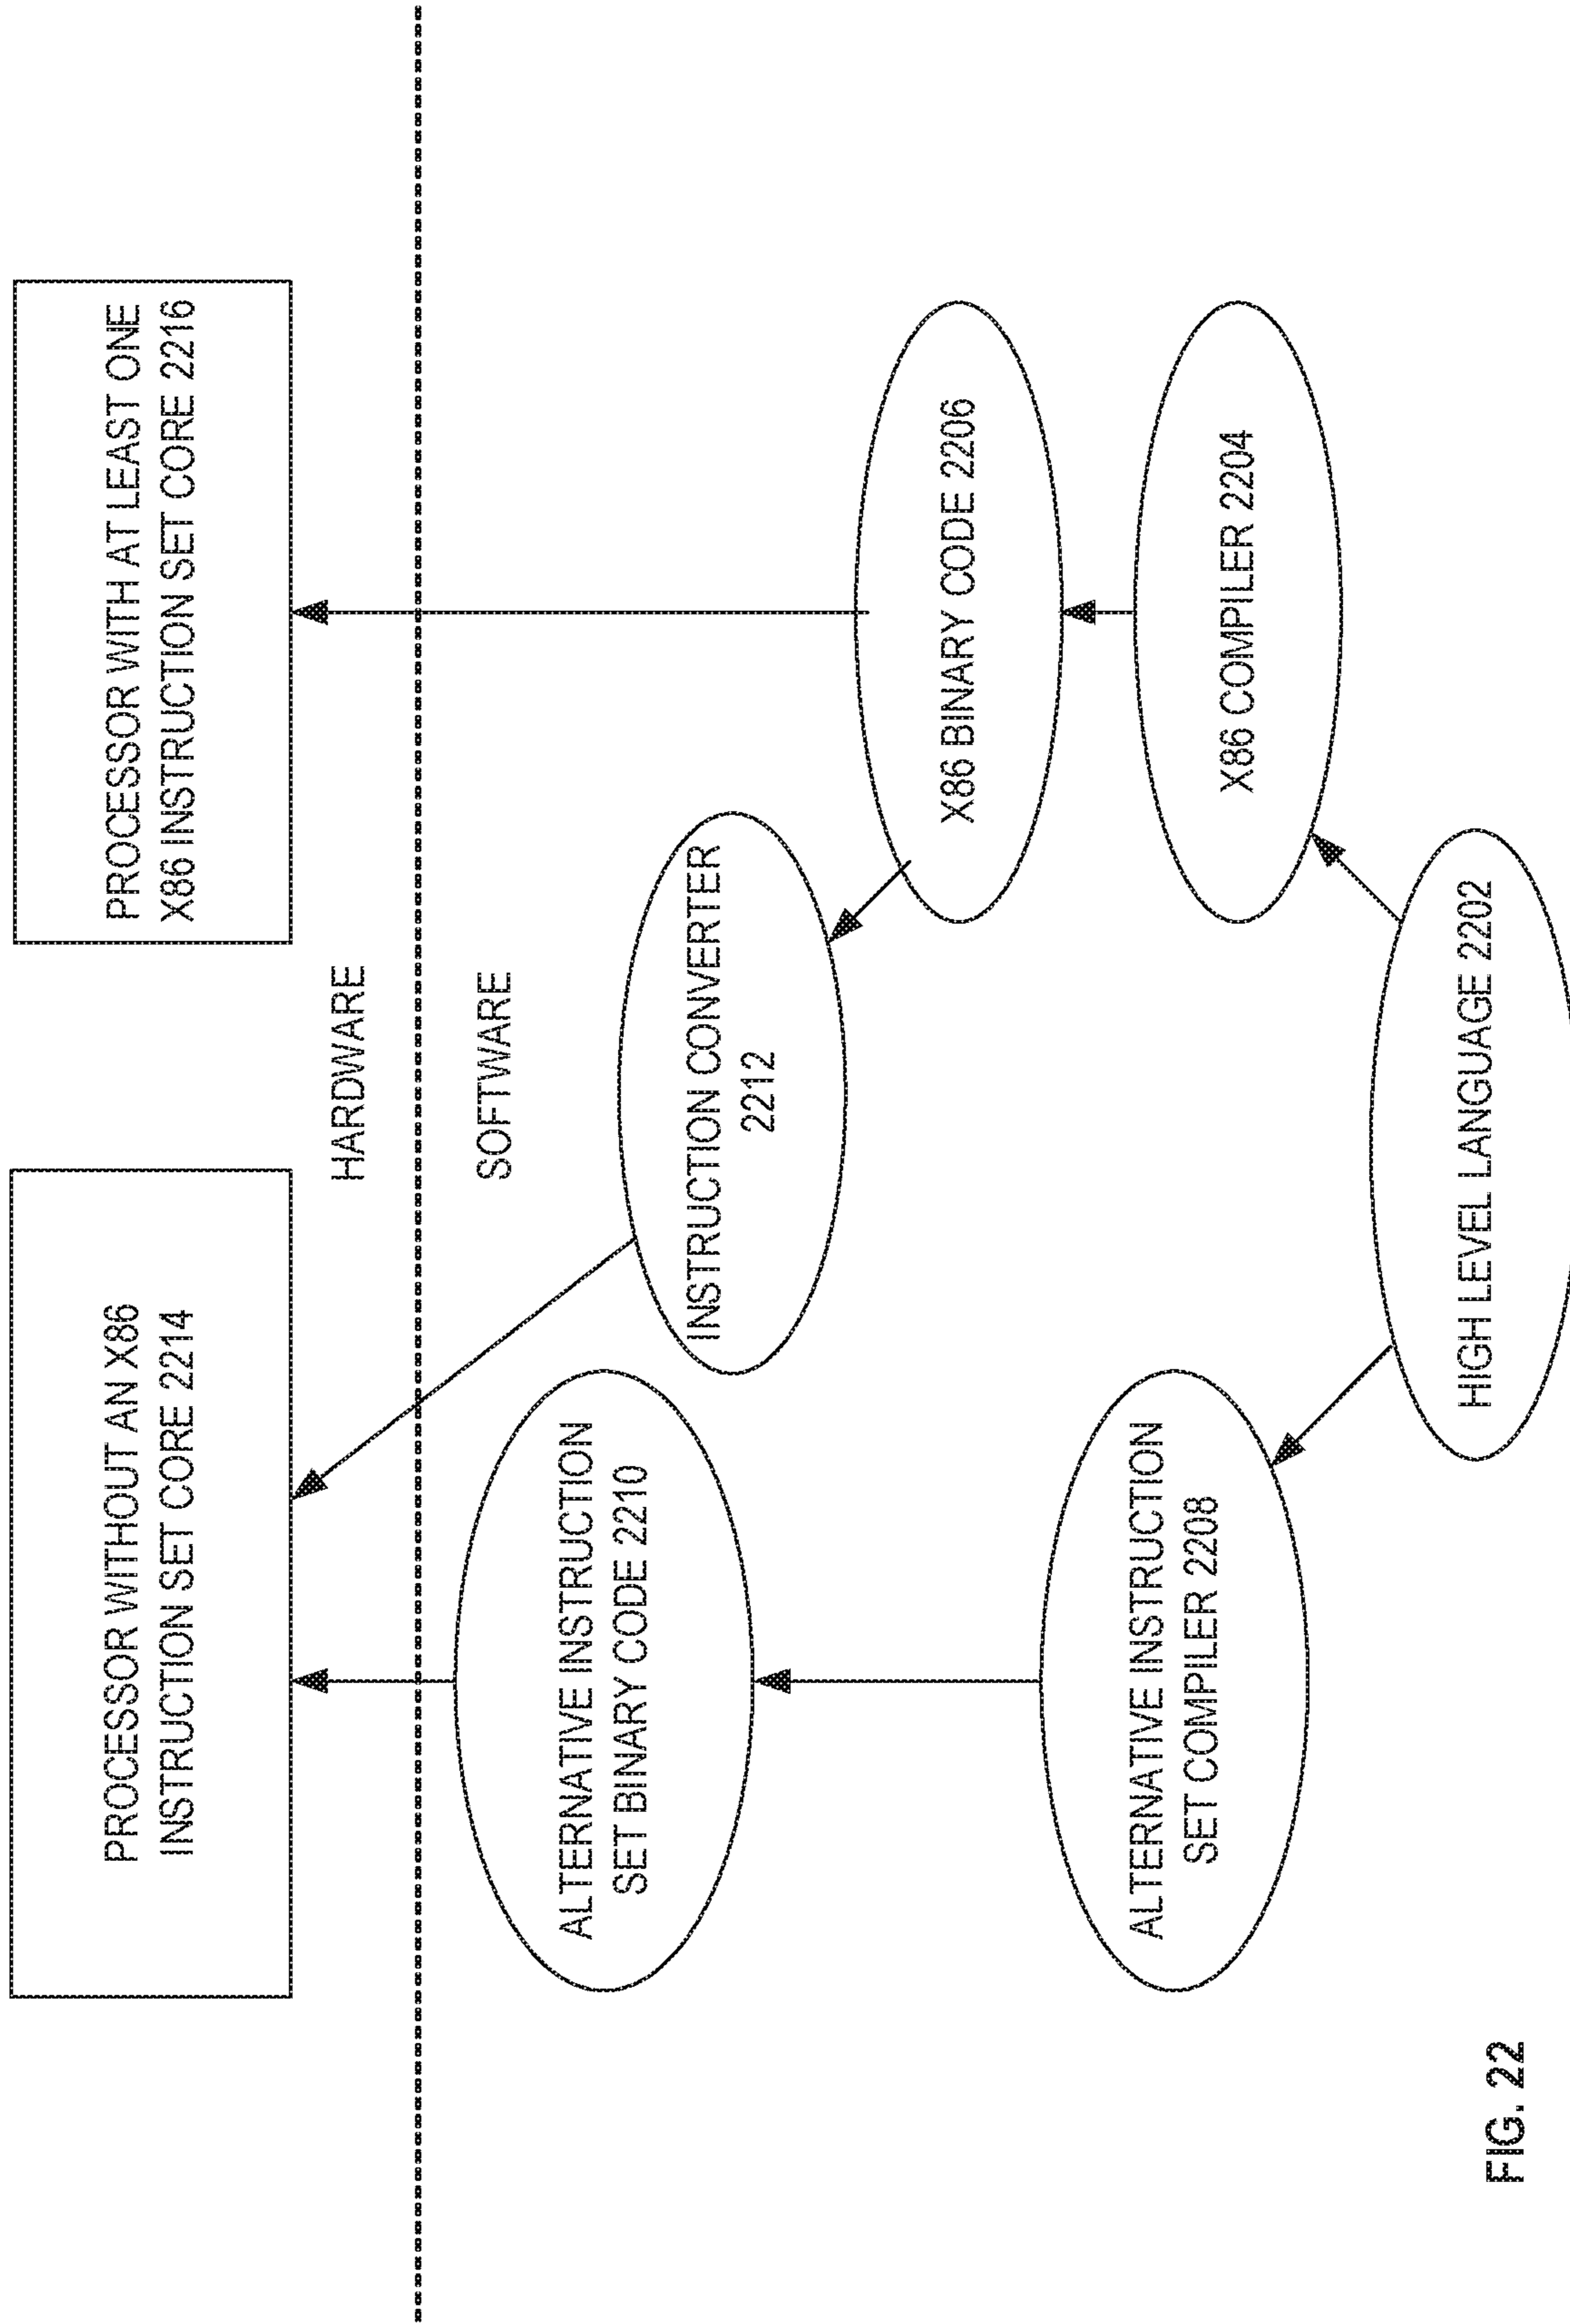 PROCESSOR WITHOUT AN X86
INSTRUCTION SET CORE 2214
PROCESSOR WITH AT LEAST ONE
X86 INSTRUCTION SET CORE 2216
HARDWARE
SOFTWARE
ALTERNATIVE INSTRUCTION
SET BINARY CODE 2210
INSTRUCTION CONVERTER
2212
X86 BINARY CODE 2206
ALTERNATIVE INSTRUCTION
SET COMPILER 2208
X86 COMPILER 2204
HIGH LEVEL LANGUAGE 2202
FIG. 22